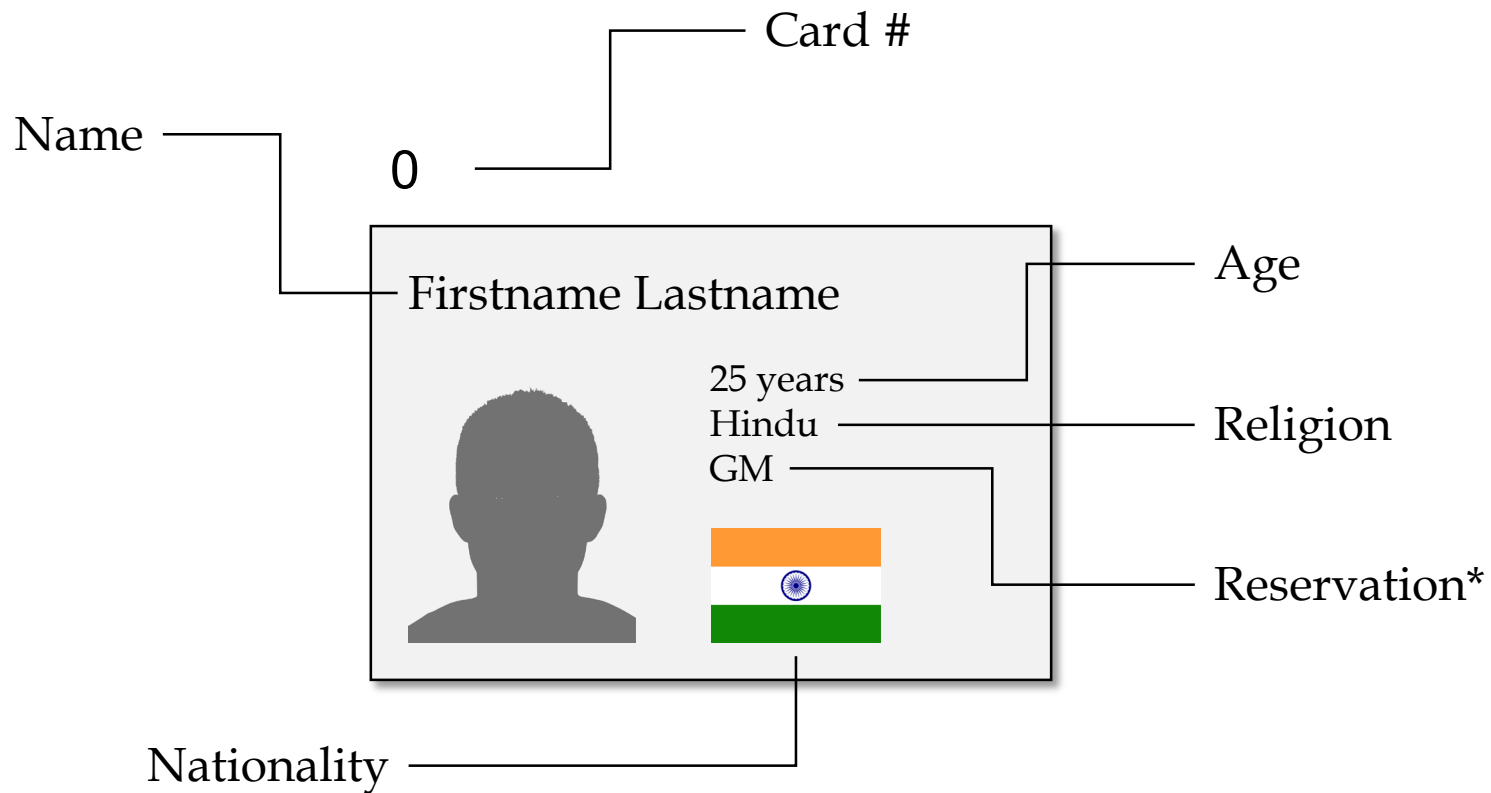 Card #
Name
0
Age
Firstname Lastname
25 years
Hindu
Religion
GM
Reservation*
Nationality